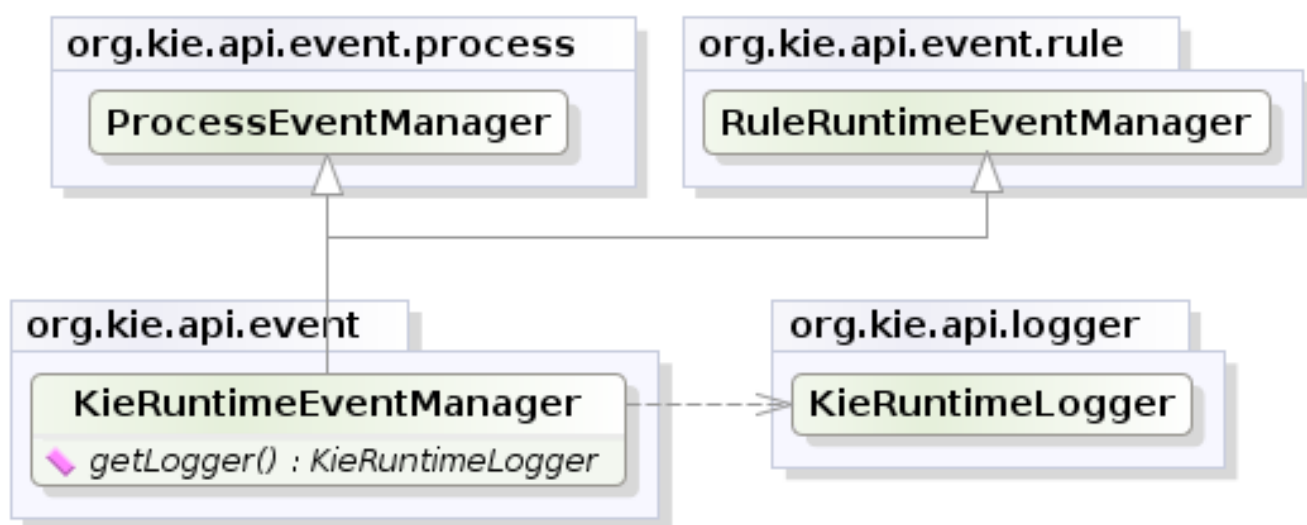 org.kie.api.event.process
ProcessEventManager
org.kie.api.event.rule
RuleRuntimeEventManager
org.kie.api.event
KieRuntimeEventManager
getLogger() : KieRuntimeLogger
org.kie.api.logger
KieRuntimeLogger